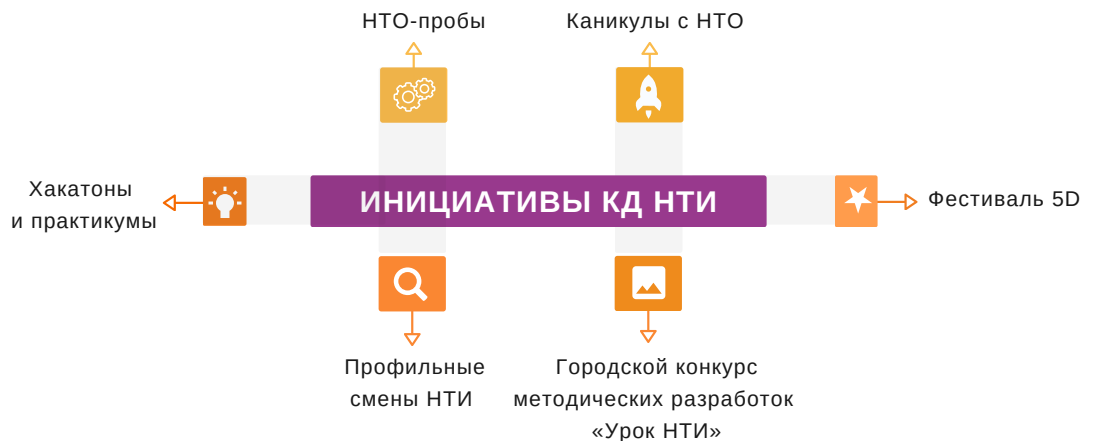 НТО-пробы
Каникулы с НТО
Хакатоны
и практикумы
ИНИЦИАТИВЫ КД НТИ
Фестиваль 5D
Профильные
смены НТИ
Городской конкурс
методических разработок
«Урок НТИ»